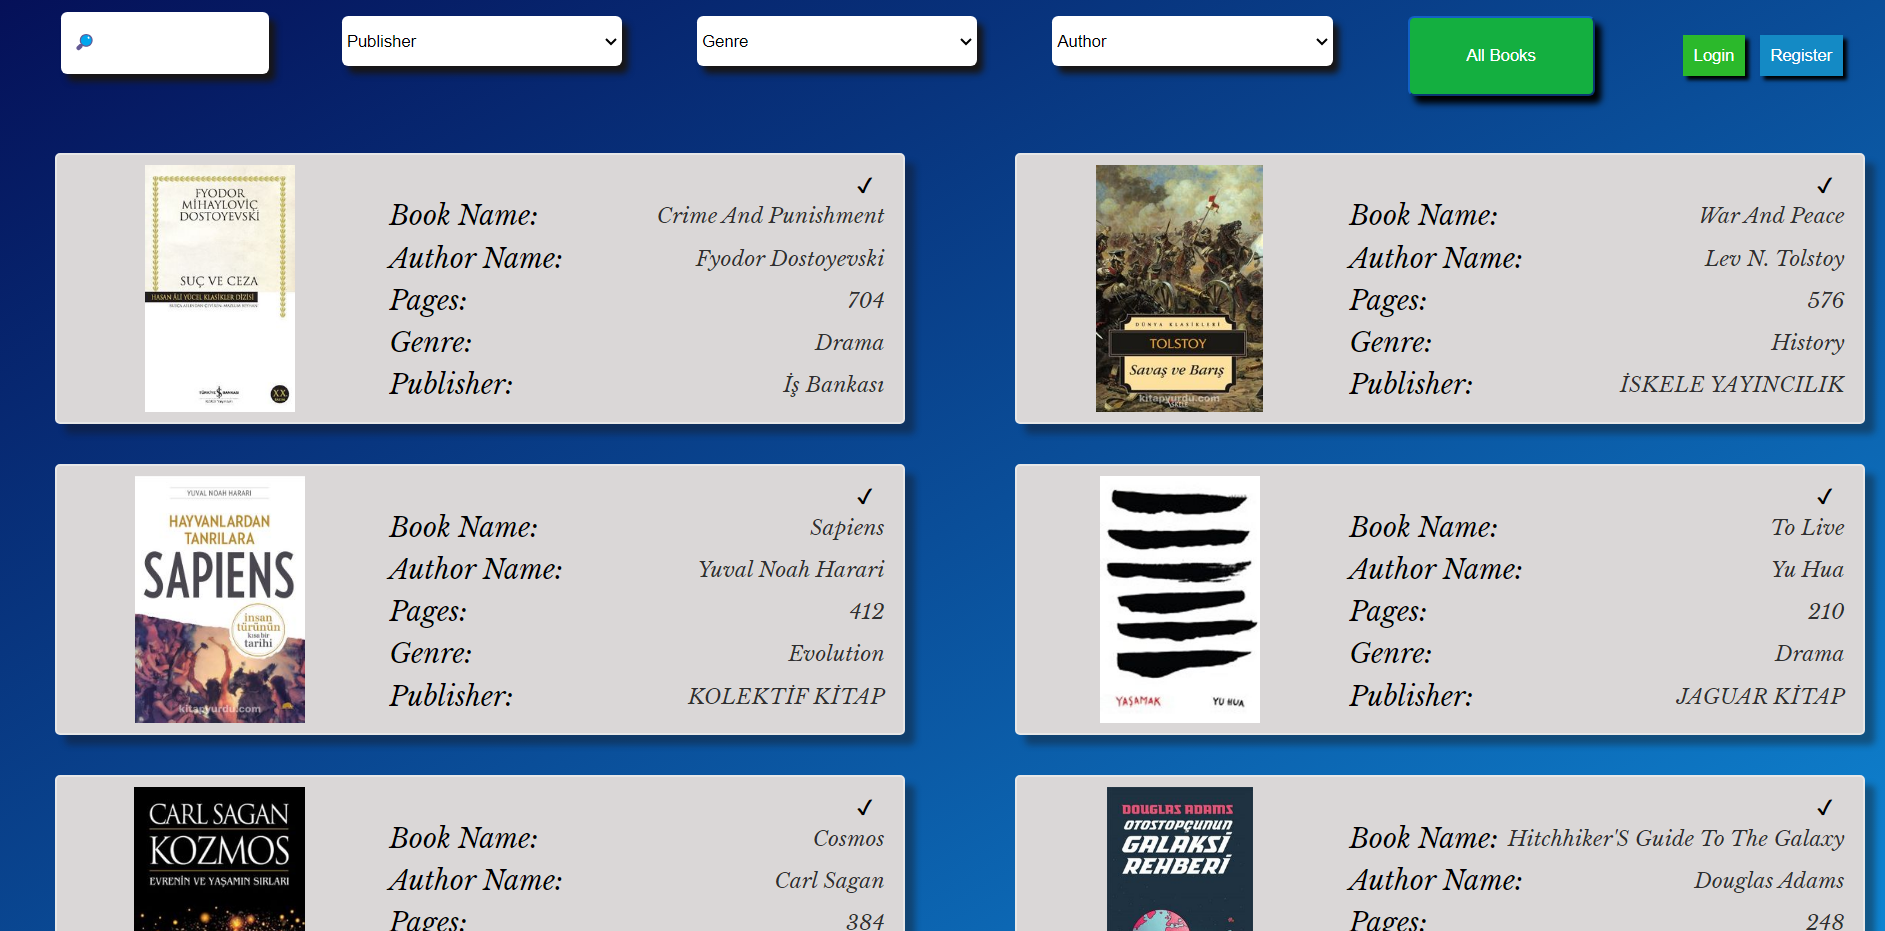 Publisher
Genre
Author
All Books
Login
Register
FYODOR
MİHAYLOVİÇ
DOSTOYEVSKİ
SUÇ VE CEZA
HASAN ÂLİ YÜCEL KLASİKLER DİZİSİ
TÜRKİYE İŞ BANKASI
Kültür Yayınları
XX.
✓
Book Name: Crime And Punishment
Author Name: Fyodor Dostoyevski
Pages: 704
Genre: Drama
Publisher: İş Bankası
DÜNYA KLASİKLERİ
TOLSTOY
Savaş ve Barış
kitapyurdu.com
İSKELE
✓
Book Name: War And Peace
Author Name: Lev N. Tolstoy
Pages: 576
Genre: History
Publisher: İSKELE YAYINCILIK
YUVAL NOAH HARARI
HAYVANLARDAN
TANRILARA
SAPIENS
insan
türünün
kısa bir
tarihi
kitapyurdu.com
✓
Book Name: Sapiens
Author Name: Yuval Noah Harari
Pages: 412
Genre: Evolution
Publisher: KOLEKTİF KİTAP
YAŞAMAK
YU HUA
✓
Book Name: To Live
Author Name: Yu Hua
Pages: 210
Genre: Drama
Publisher: JAGUAR KİTAP
CARL SAGAN
KOZMOS
EVRENİN VE YAŞAMIN SIRLARI
✓
Book Name: Cosmos
Author Name: Carl Sagan
Pages: 384
DOUGLAS ADAMS
OTOSTOPÇUNUN
GALAKSİ
REHBERİ
✓
Book Name: Hitchhiker'S Guide To The Galaxy
Author Name: Douglas Adams
Pages: 248